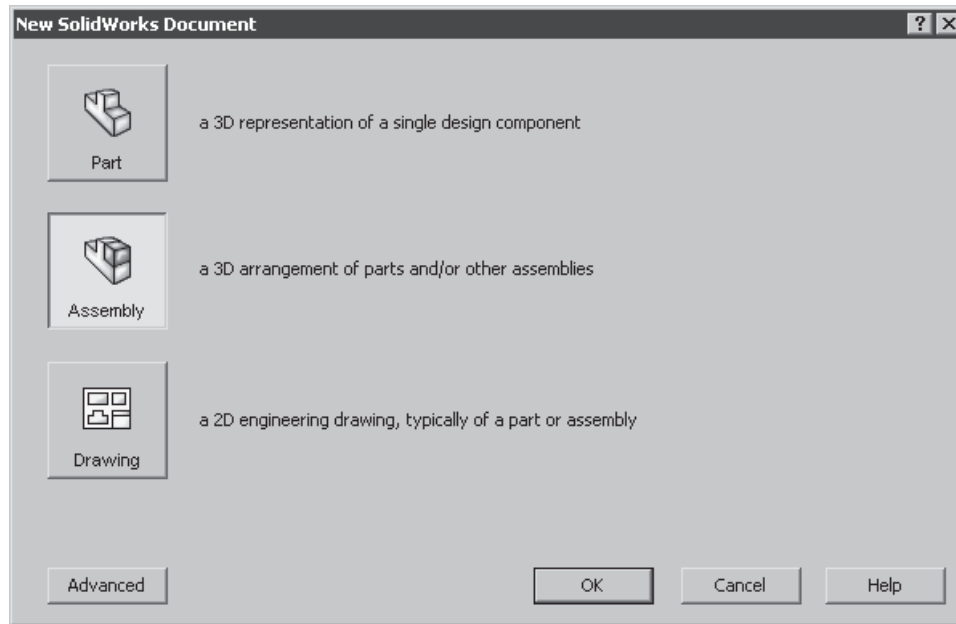 New SolidWorks Document
Part
a 3D representation of a single design component
Assembly
a 3D arrangement of parts and/or other assemblies
Drawing
a 2D engineering drawing, typically of a part or assembly
Advanced
OK
Cancel
Help